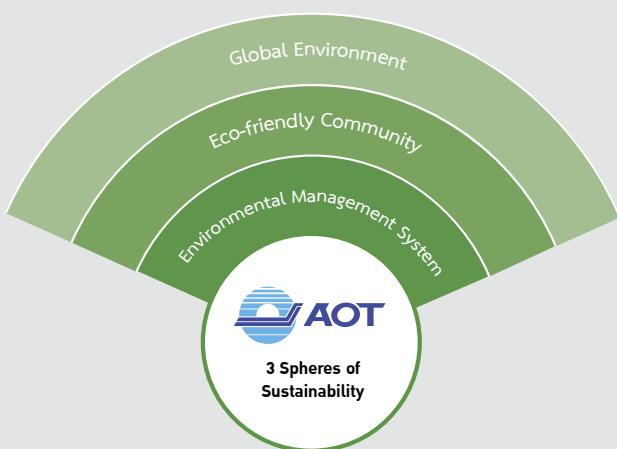 Global Environment
Eco-friendly Community
Environmental Management System
AOT
3 Spheres of
Sustainability